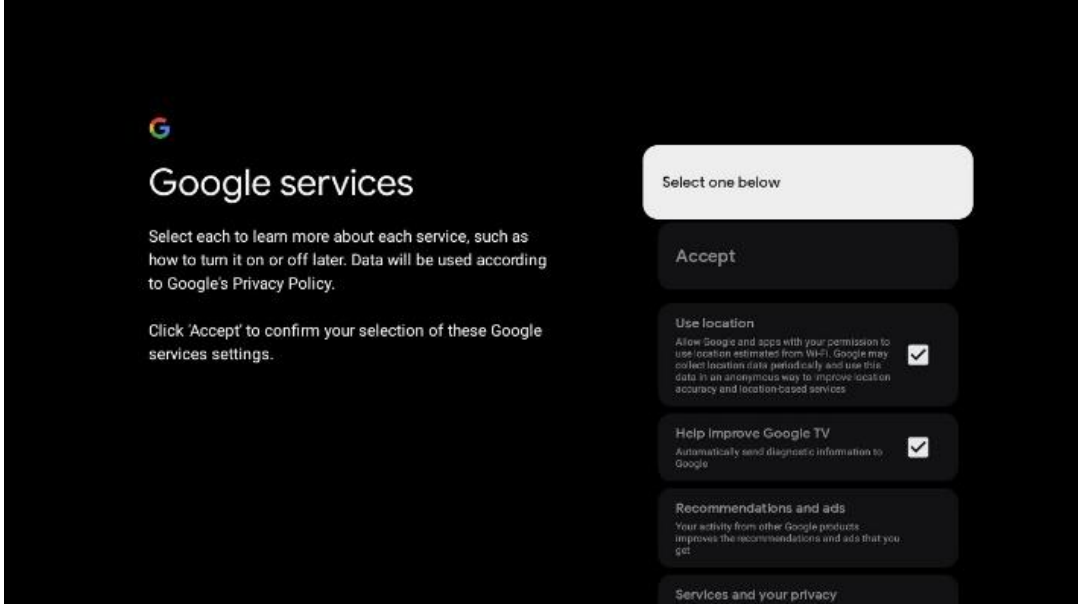 Google services
Select each to learn more about each service, such as
how to turn it on or off later. Data will be used according
to Google's Privacy Policy.
Click 'Accept' to confirm your selection of these Google
services settings.
Select one below
Accept
Use location
Allow Google and apps with your permission to
use location estimated from Wi-Fi. Google may
collect location data periodically and use this
data in an anonymous way to improve location
accuracy and location-based services
Help improve Google TV
Automatically send diagnostic information to
Google
Recommendations and ads
Your activity from other Google products
improves the recommendations and ads that you
get
Services and your privacy